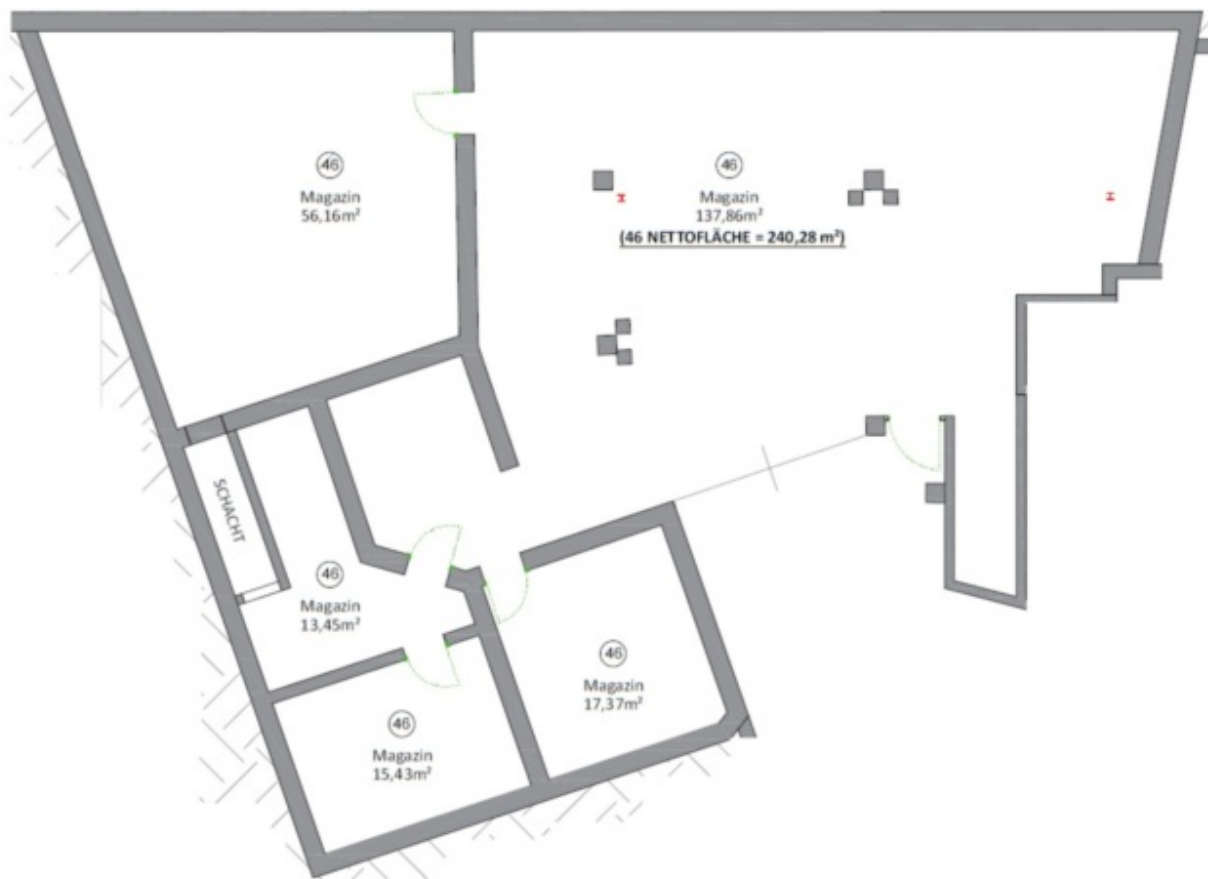 46
Magazin
56,16m²
46
Magazin
137,86m²
(46 NETTOFLÄCHE = 240,28 m²)
SCHACHT
46
Magazin
13,45m²
46
Magazin
17,37m²
46
Magazin
15,43m²